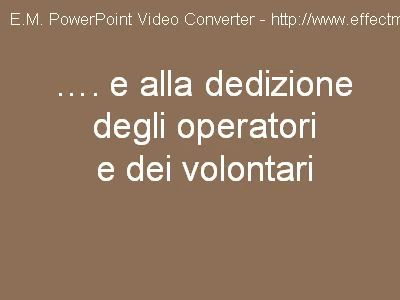 E.M. PowerPoint Video Converter - http://www.effectm
…. e alla dedizione
degli operatori
e dei volontari